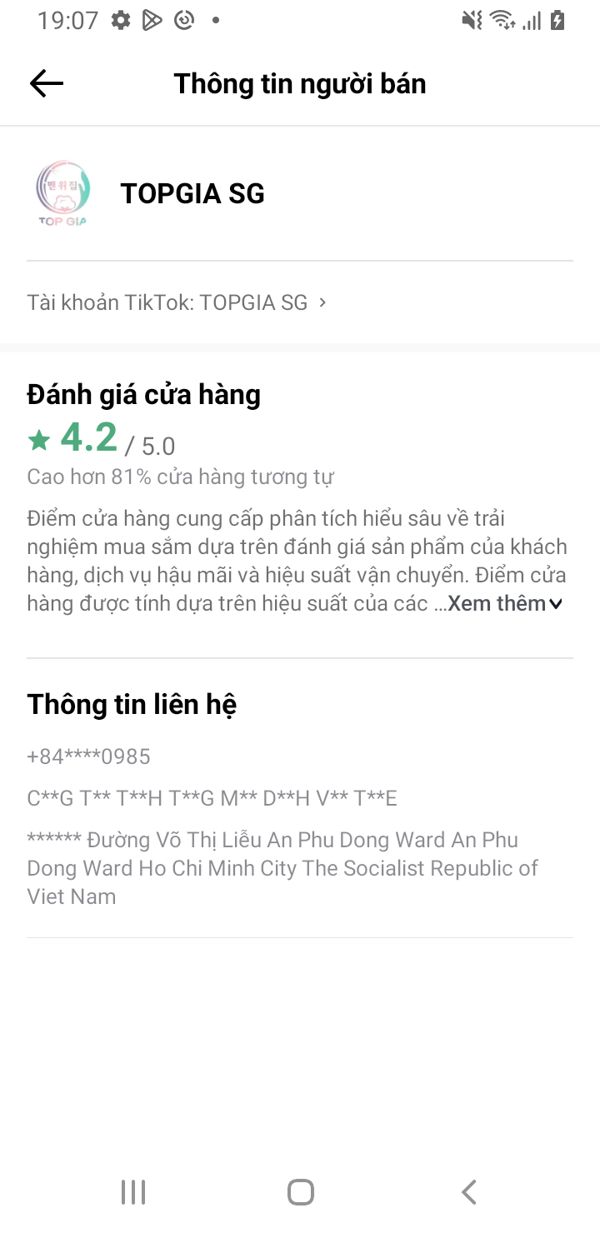 19:07
Thông tin người bán
TOP GIA
TOPGIA SG
Tài khoản TikTok: TOPGIA SG >
Đánh giá cửa hàng
4.2 / 5.0
Cao hơn 81% cửa hàng tương tự
Điểm cửa hàng cung cấp phân tích hiểu sâu về trải
nghiệm mua sắm dựa trên đánh giá sản phẩm của khách
hàng, dịch vụ hậu mãi và hiệu suất vận chuyển. Điểm cửa
hàng được tính dựa trên hiệu suất của các ...Xem thêm
Thông tin liên hệ
+84****0985
C**G T** T**H T**G M** D**H V** T**E
****** Đường Võ Thị Liễu An Phu Dong Ward An Phu
Dong Ward Ho Chi Minh City The Socialist Republic of
Viet Nam